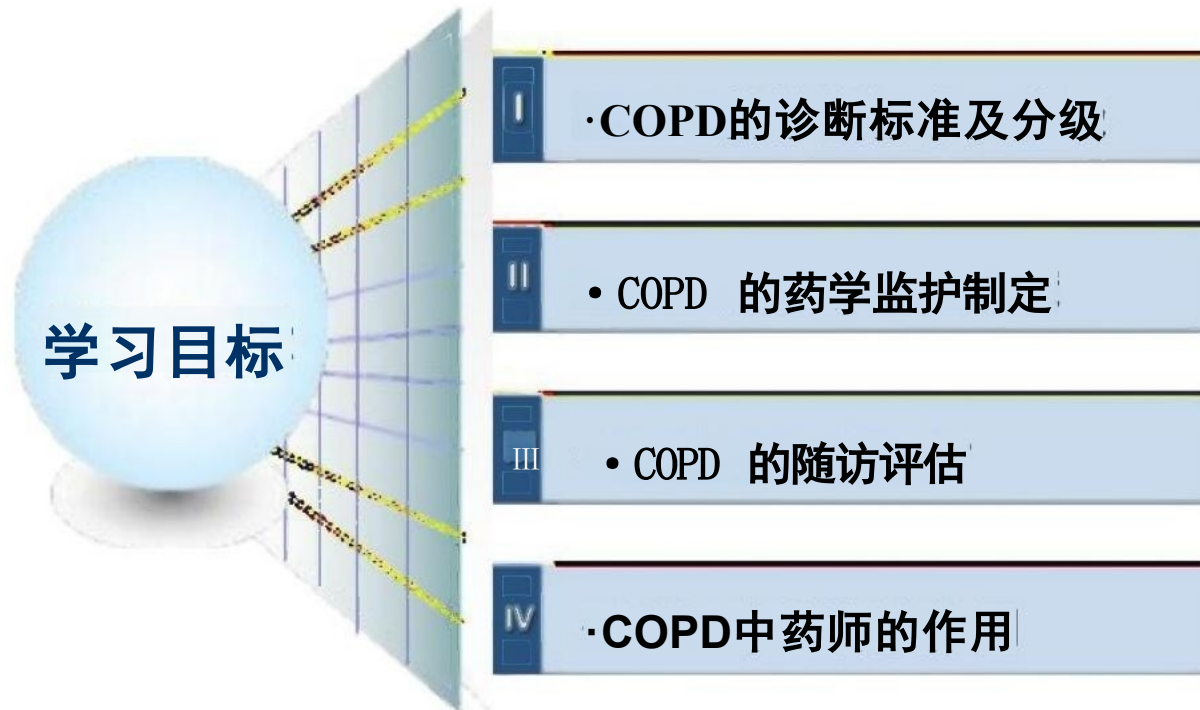 学习目标
I
·COPD的诊断标准及分级
II
• COPD 的药学监护制定
III
• COPD 的随访评估
IV
·COPD中药师的作用